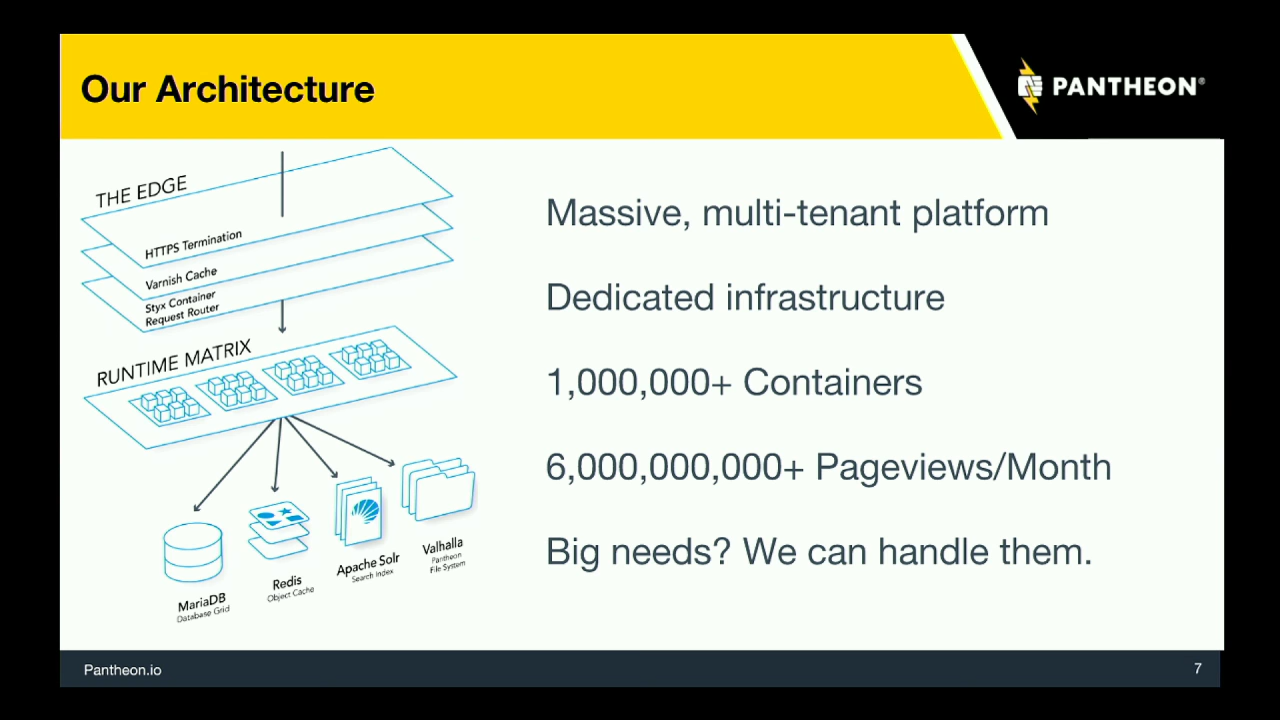 Our Architecture
PANTHEON®
THE EDGE
HTTPS Termination
Varnish Cache
Styx Container
Request Router
RUNTIME MATRIX
MariaDB
Database Grid
Redis
Object Cache
Apache Solr
Search Index
Valhalla
Pantheon
File System
Massive, multi-tenant platform
Dedicated infrastructure
1,000,000+ Containers
6,000,000,000+ Pageviews/Month
Big needs? We can handle them.
Pantheon.io
7